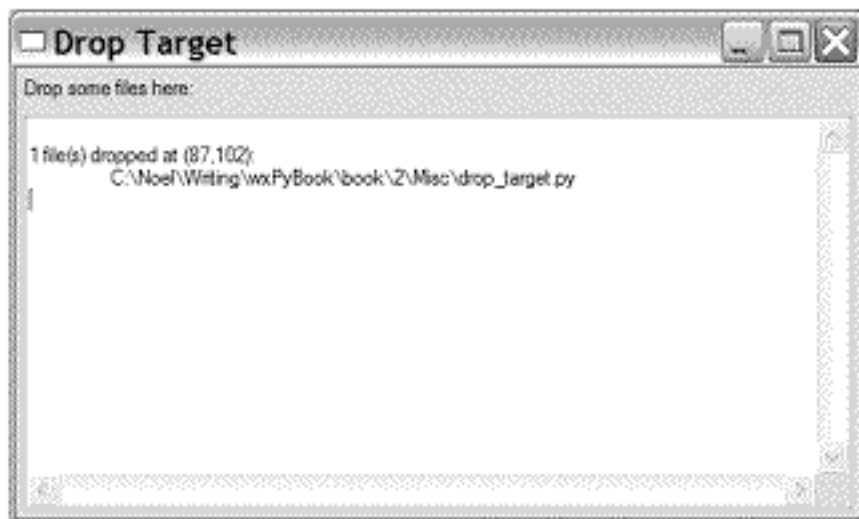 Drop Target
Drop some files here:
1 file(s) dropped at (87,102):
C:\Noel\Writing\wxPyBook\book\2\Misc\drop_target.py